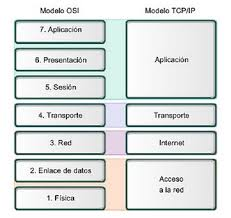 Modelo OSI
Modelo TCP/IP
7. Aplicación
6. Presentación
5. Sesión
Aplicación
4. Transporte
Transporte
3. Red
Internet
2. Enlace de datos
1. Física
Acceso
a la red